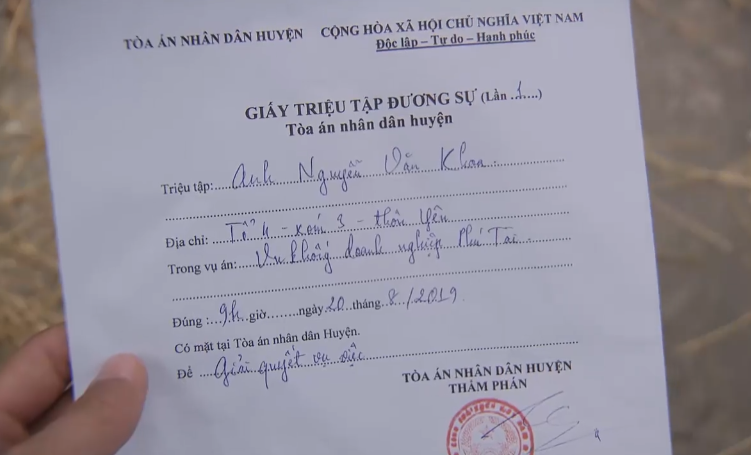 TÒA ÁN NHÂN DÂN HUYỆN CỘNG HÒA XÃ HỘI CHỦ NGHĨA VIỆT NAM
Độc lập – Tự do – Hạnh phúc
GIẤY TRIỆU TẬP ĐƯƠNG SỰ (Lần ..1....)
Tòa án nhân dân huyện
Triệu tập: Anh Nguyễn Văn Khan
Địa chỉ: Tổ 4 - xóm 3 - thôn Yên
Trong vụ án: Vu khống doanh nghiệp Phú Tài
Đúng : 9h giờ ........ ngày 20 tháng 8/2019
Có mặt tại Tòa án nhân dân Huyện.
Để Giải quyết vụ việc
TÒA ÁN NHÂN DÂN HUYỆN
THẨM PHÁN